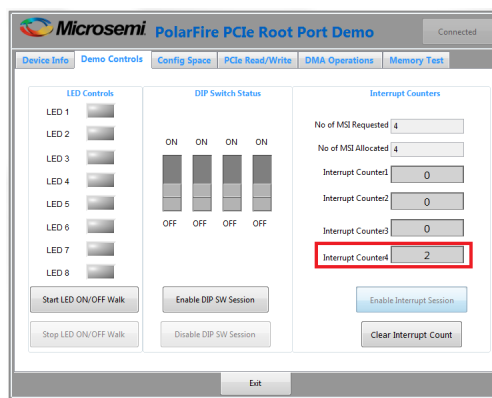 Microsemi. PolarFire PCIe Root Port Demo
Connected
Device Info Demo Controls Config Space PCIe Read/Write DMA Operations Memory Test
LED Controls
LED 1
LED 2
LED 3
LED 4
LED 5
LED 6
LED 7
LED 8
Start LED ON/OFF Walk
Stop LED ON/OFF Walk
DIP Switch Status
ON ON ON ON
OFF OFF OFF OFF
Enable DIP SW Session
Disable DIP SW Session
Interrupt Counters
No of MSI Requested 4
No of MSI Allocated 4
Interrupt Counter1 0
Interrupt Counter2 0
Interrupt Counter3 0
Interrupt Counter4 2
Enable Interrupt Session
Clear Interrupt Count
Exit